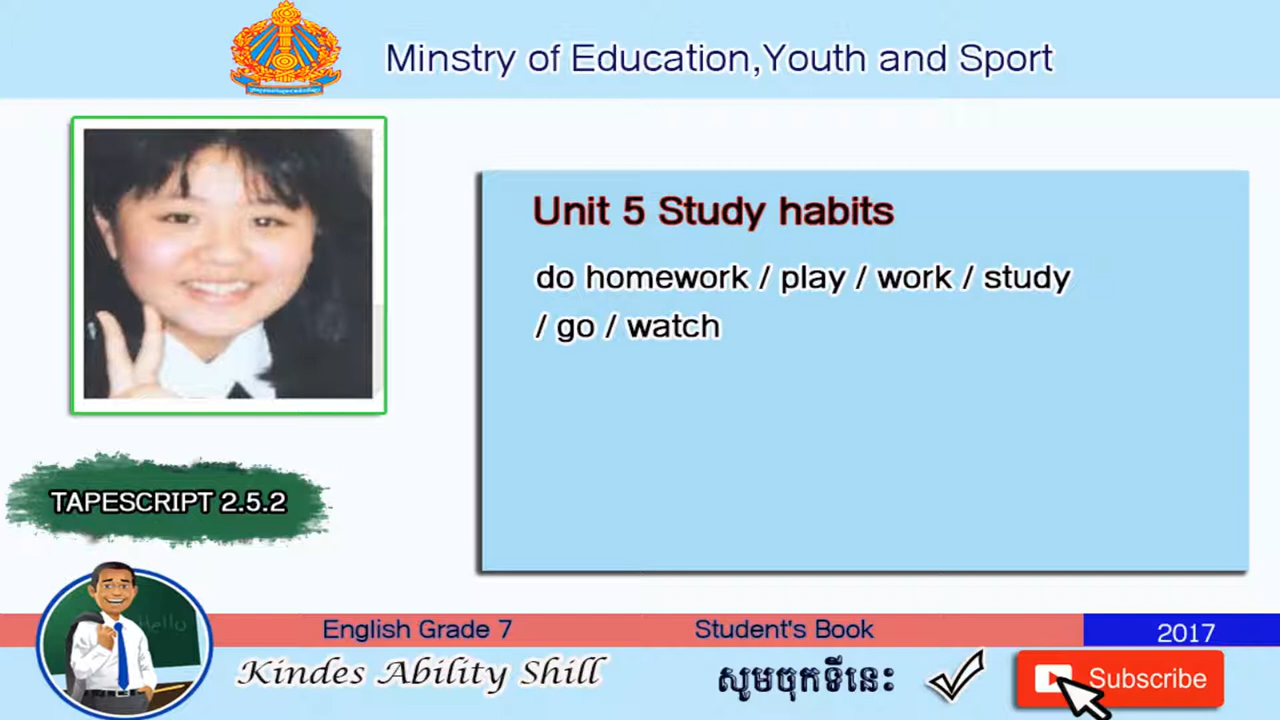 Minstry of Education,Youth and Sport
Unit 5 Study habits
do homework / play / work / study
/ go / watch
TAPESCRIPT 2.5.2
English Grade 7
Student's Book
2017
Kindes Ability Shill
សូមចុកទីនេះ
Subscribe